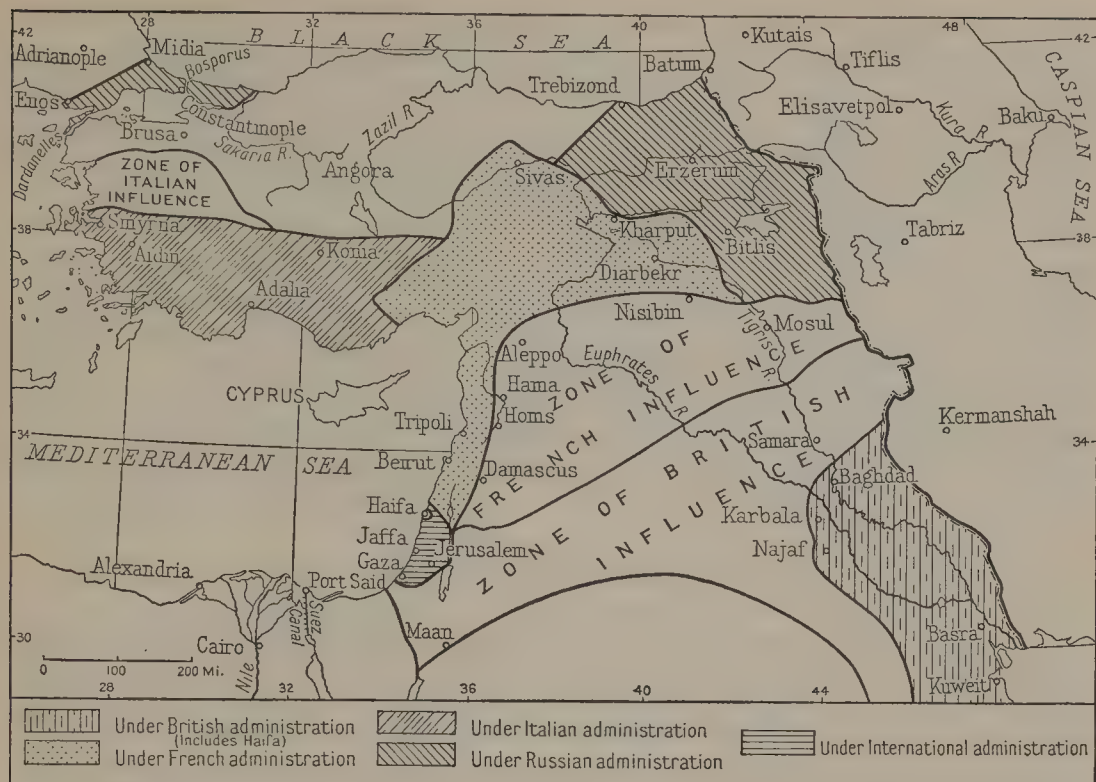 28
32
36
40
48
42
42
Adrianople
Midia
BLACK SEA
Kutais
Tiflis
Batum
Bosporus
Trebizond
Enos
Constantinople
Elisavetpol
Kura R.
Baku
CASPIAN SEA
Brusa
Sakaria R.
Zazil R.
Dardanelles
Angora
Aras R.
ZONE OF
ITALIAN
INFLUENCE
Sivas
Erzerum
Smyrna
38
38
Kharput
Tabriz
Aidin
Konia
Bitlis
Diarbekr
Adalia
Nisibin
Tigris R.
Mosul
Aleppo
Euphrates R.
ZONE OF
FRENCH INFLUENCE
Hama
CYPRUS
Homs
Tripoli
Kermanshah
34
34
Samara
MEDITERRANEAN SEA
Beirut
Damascus
Baghdad
ZONE OF BRITISH
INFLUENCE
Haifa
Karbala
Jaffa
Jerusalem
Najaf
Gaza
Alexandria
Port Said
Suez
Canal
30
Maan
Basra
30
Cairo
Nile
0 100 200 Mi.
Kuweit
28
32
36
40
44
48
Under British administration
(Includes Haifa)
Under French administration
Under Italian administration
Under Russian administration
Under International administration